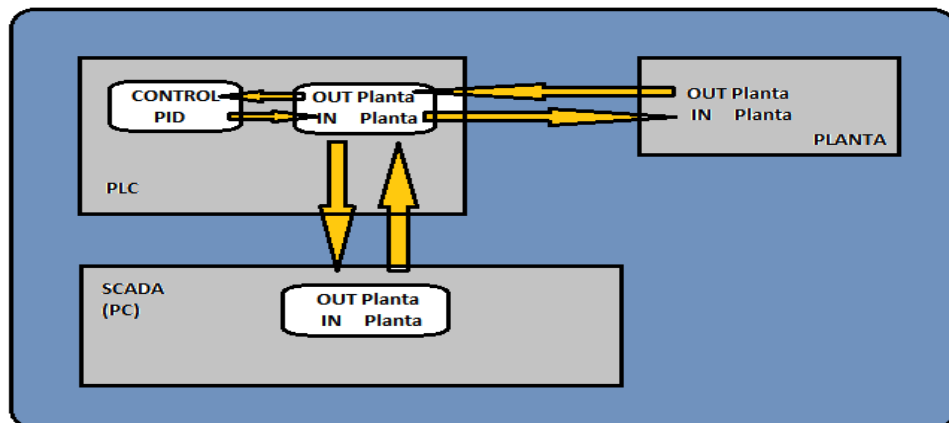 CONTROL
PID
OUT Planta
IN Planta
PLC
OUT Planta
IN Planta
PLANTA
SCADA
(PC)
OUT Planta
IN Planta